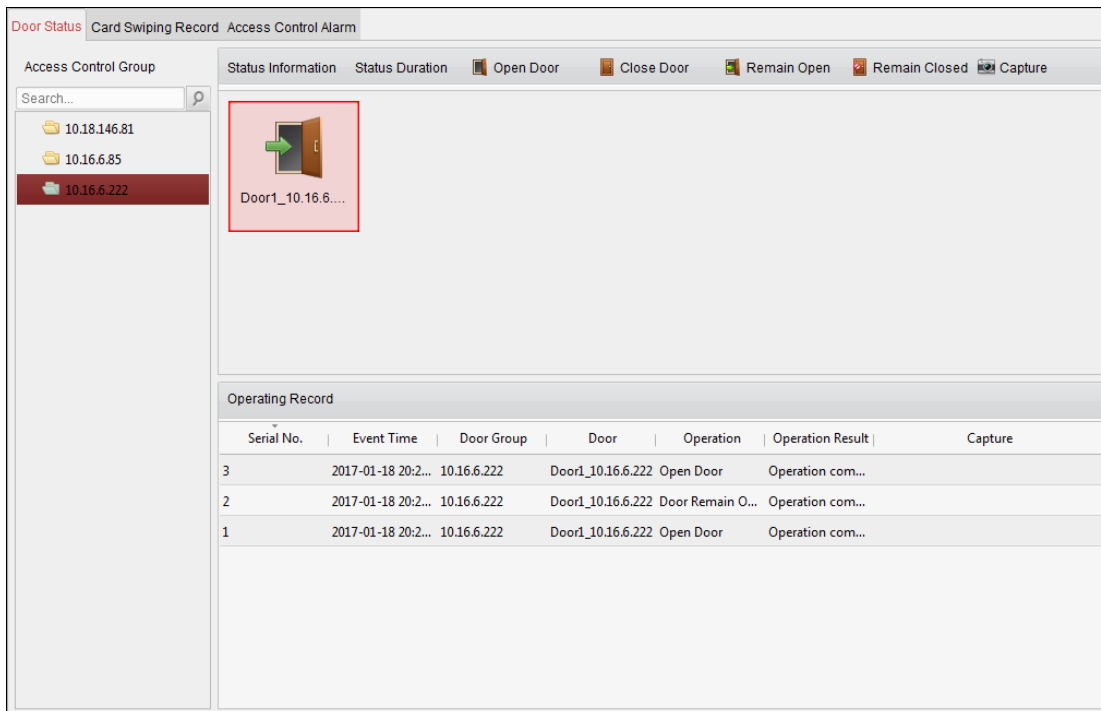 Door Status Card Swiping Record Access Control Alarm
Access Control Group
Search...
10.18.146.81
10.16.6.85
10.16.6.222
Status Information Status Duration Open Door Close Door Remain Open Remain Closed Capture
Door1_10.16.6....
Operating Record
Serial No. Event Time Door Group Door Operation Operation Result Capture
3 2017-01-18 20:2... 10.16.6.222 Door1_10.16.6.222 Open Door Operation com...
2 2017-01-18 20:2... 10.16.6.222 Door1_10.16.6.222 Door Remain O... Operation com...
1 2017-01-18 20:2... 10.16.6.222 Door1_10.16.6.222 Open Door Operation com...